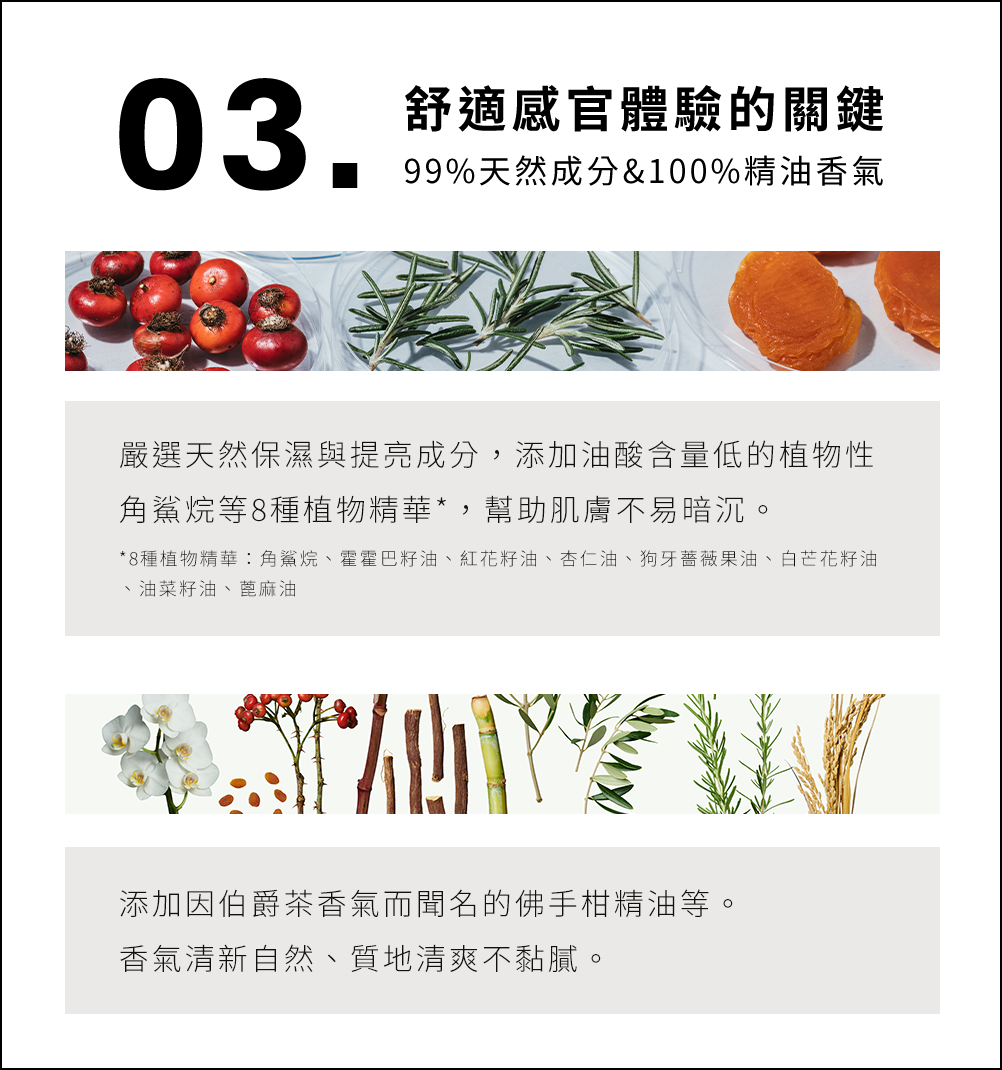 03.
舒適感官體驗的關鍵
99%天然成分&100%精油香氣
嚴選天然保濕與提亮成分，添加油酸含量低的植物性
角鯊烷等8種植物精華*，幫助肌膚不易暗沉。
*8種植物精華：角鯊烷、霍霍巴籽油、紅花籽油、杏仁油、狗牙薔薇果油、白芒花籽油
、油菜籽油、蓖麻油
添加因伯爵茶香氣而聞名的佛手柑精油等。
香氣清新自然、質地清爽不黏膩。